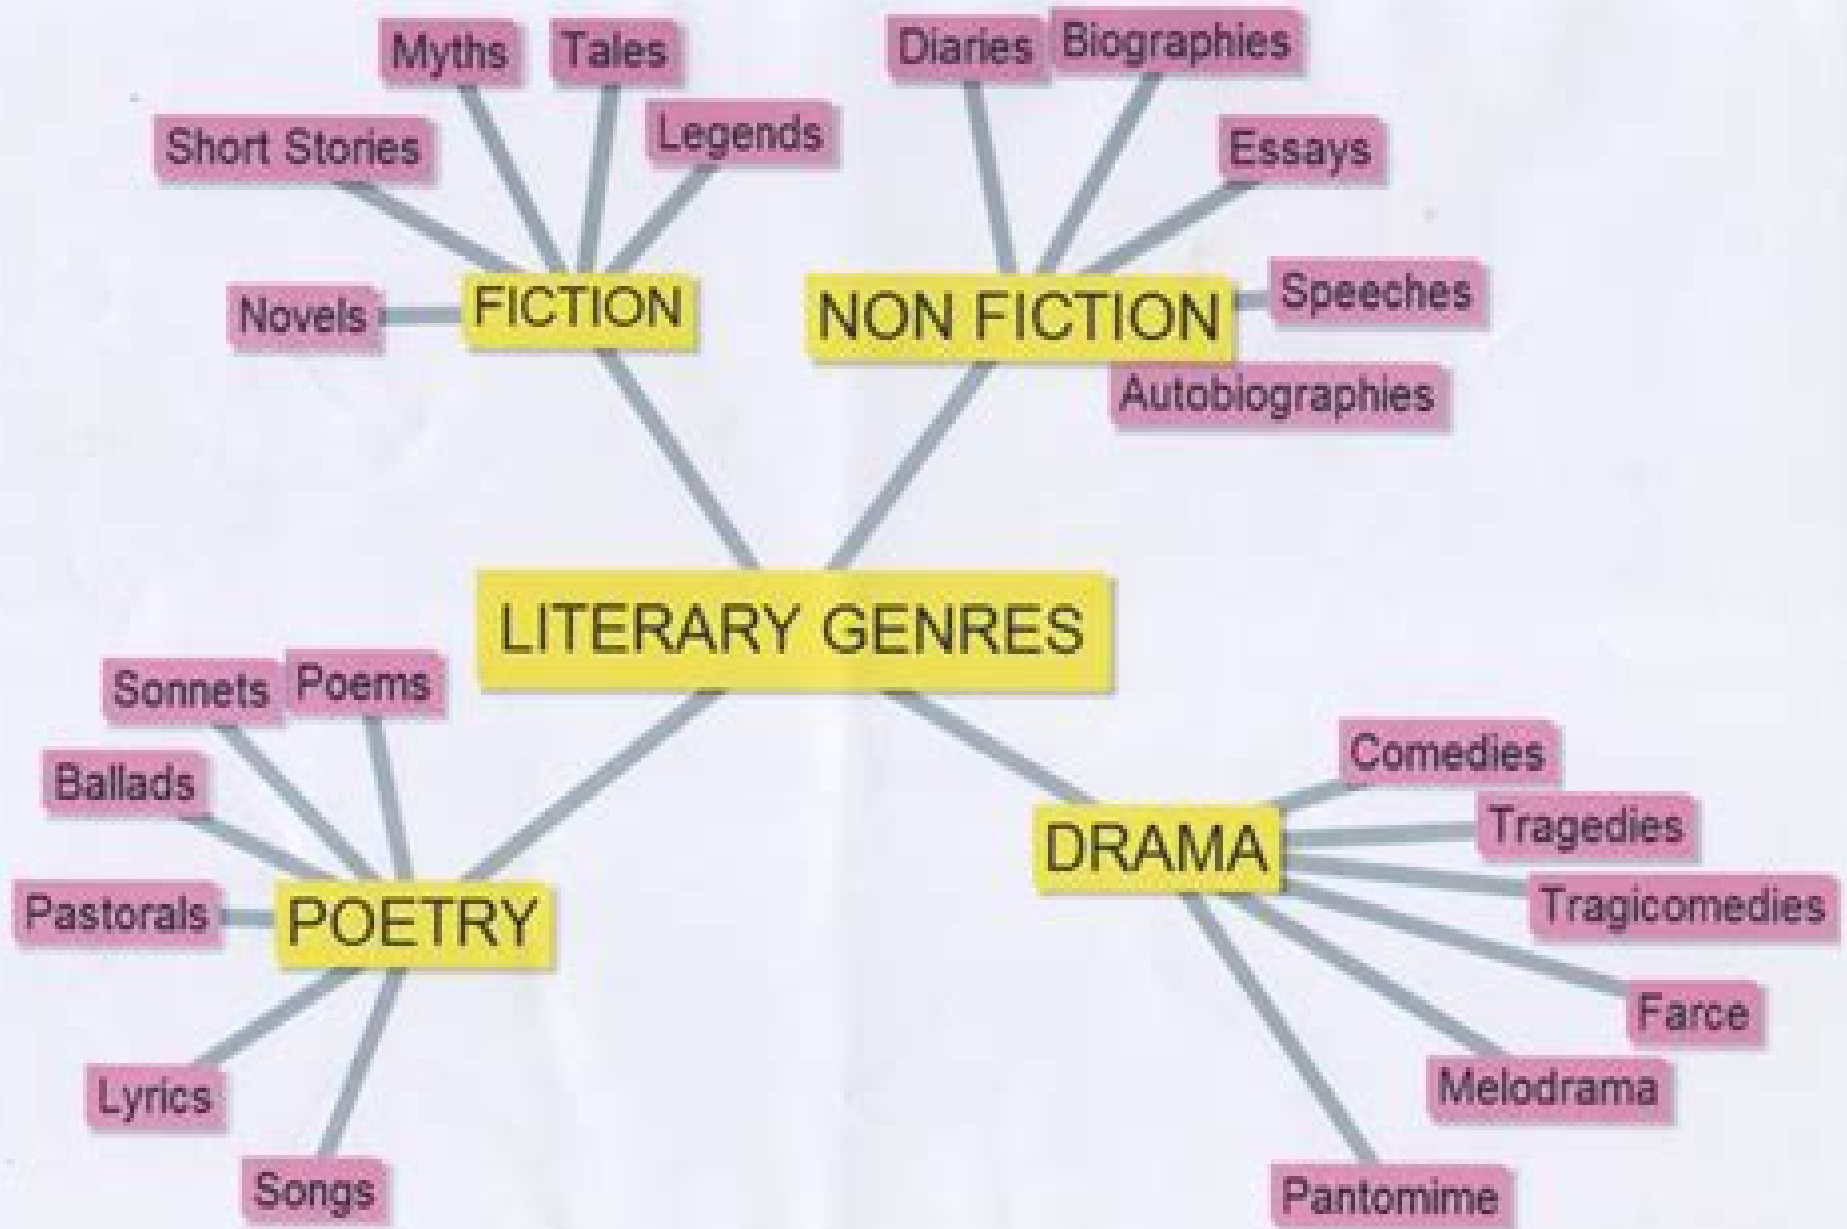 Myths
Tales
Diaries
Biographies
Short Stories
Legends
Essays
Novels
FICTION
NON FICTION
Speeches
Autobiographies
LITERARY GENRES
Sonnets
Poems
Ballads
Pastorals
POETRY
Lyrics
Songs
Comedies
DRAMA
Tragedies
Tragicomedies
Farce
Melodrama
Pantomime